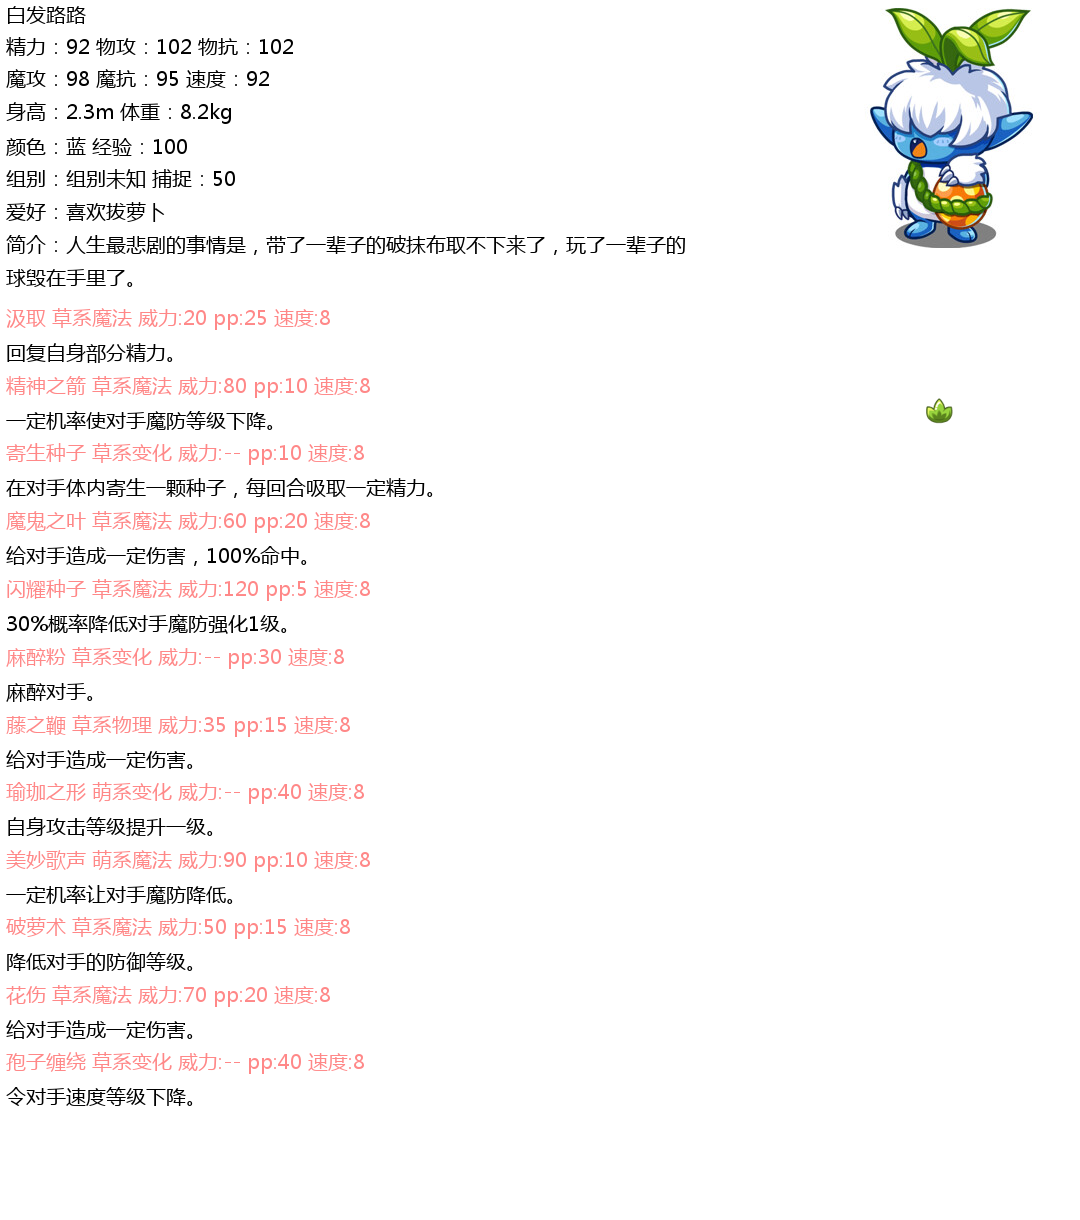 白发路路
精力：92 物攻：102 物抗：102
魔攻：98 魔抗：95 速度：92
身高：2.3m 体重：8.2kg
颜色：蓝 经验：100
组别：组别未知 捕捉：50
爱好：喜欢拔萝卜
简介：人生最悲剧的事情是，带了一辈子的破抹布取不下来了，玩了一辈子的
球毁在手里了。
汲取 草系魔法 威力:20 pp:25 速度:8
回复自身部分精力。
精神之箭 草系魔法 威力:80 pp:10 速度:8
一定机率使对手魔防等级下降。
寄生种子 草系变化 威力:-- pp:10 速度:8
在对手体内寄生一颗种子，每回合吸取一定精力。
魔鬼之叶 草系魔法 威力:60 pp:20 速度:8
给对手造成一定伤害，100%命中。
闪耀种子 草系魔法 威力:120 pp:5 速度:8
30%概率降低对手魔防强化1级。
麻醉粉 草系变化 威力:-- pp:30 速度:8
麻醉对手。
藤之鞭 草系物理 威力:35 pp:15 速度:8
给对手造成一定伤害。
瑜珈之形 萌系变化 威力:-- pp:40 速度:8
自身攻击等级提升一级。
美妙歌声 萌系魔法 威力:90 pp:10 速度:8
一定机率让对手魔防降低。
破萝术 草系魔法 威力:50 pp:15 速度:8
降低对手的防御等级。
花伤 草系魔法 威力:70 pp:20 速度:8
给对手造成一定伤害。
孢子缠绕 草系变化 威力:-- pp:40 速度:8
令对手速度等级下降。